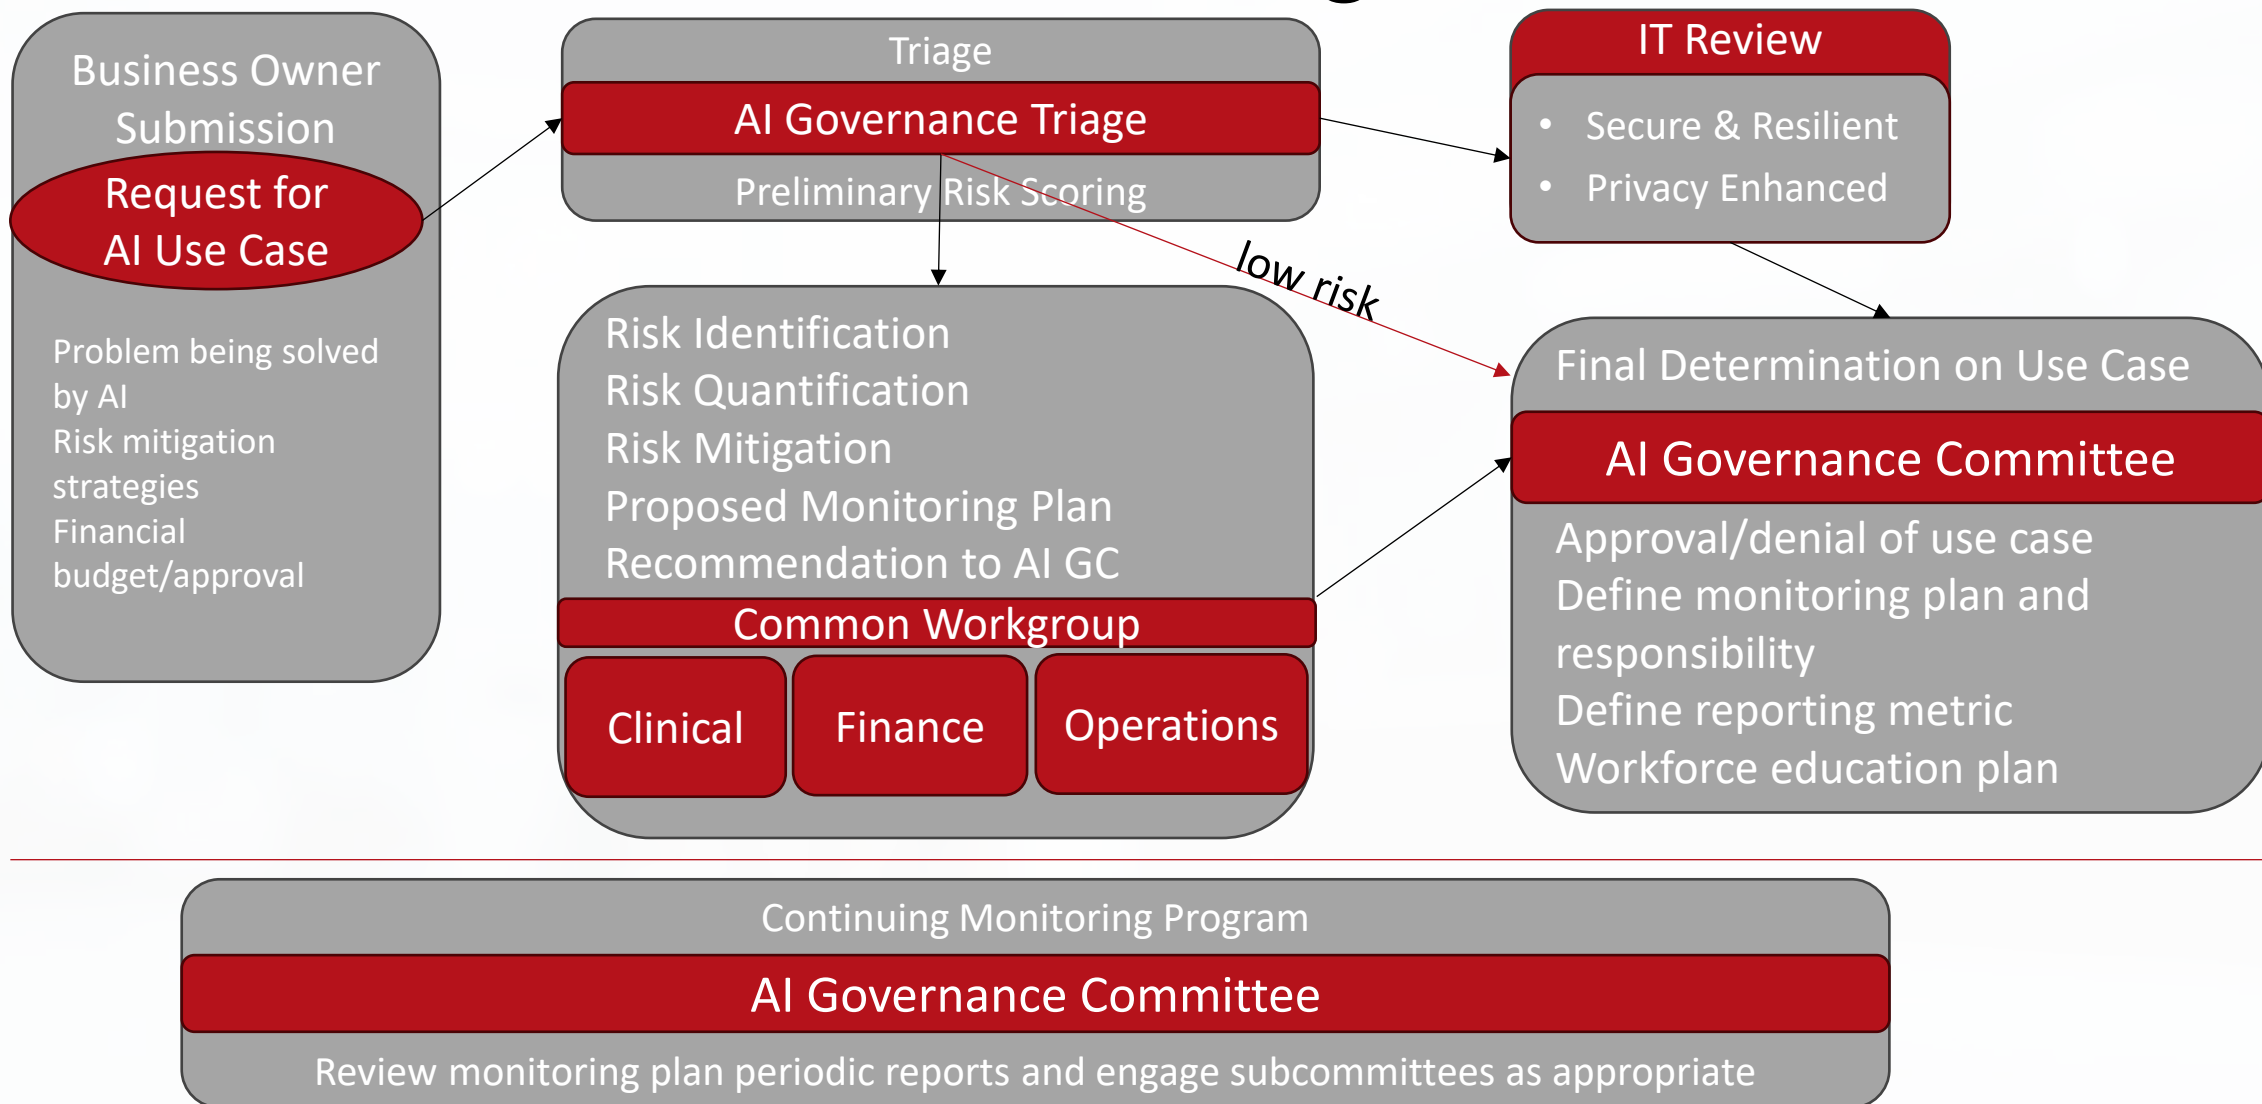 Business Owner
Submission
Request for
AI Use Case
Problem being solved
by AI
Risk mitigation
strategies
Financial
budget/approval
Triage
AI Governance Triage
Preliminary Risk Scoring
IT Review
• Secure & Resilient
• Privacy Enhanced
low risk
Risk Identification
Risk Quantification
Risk Mitigation
Proposed Monitoring Plan
Recommendation to AI GC
Common Workgroup
Clinical
Finance
Operations
Final Determination on Use Case
AI Governance Committee
Approval/denial of use case
Define monitoring plan and
responsibility
Define reporting metric
Workforce education plan
Continuing Monitoring Program
AI Governance Committee
Review monitoring plan periodic reports and engage subcommittees as appropriate